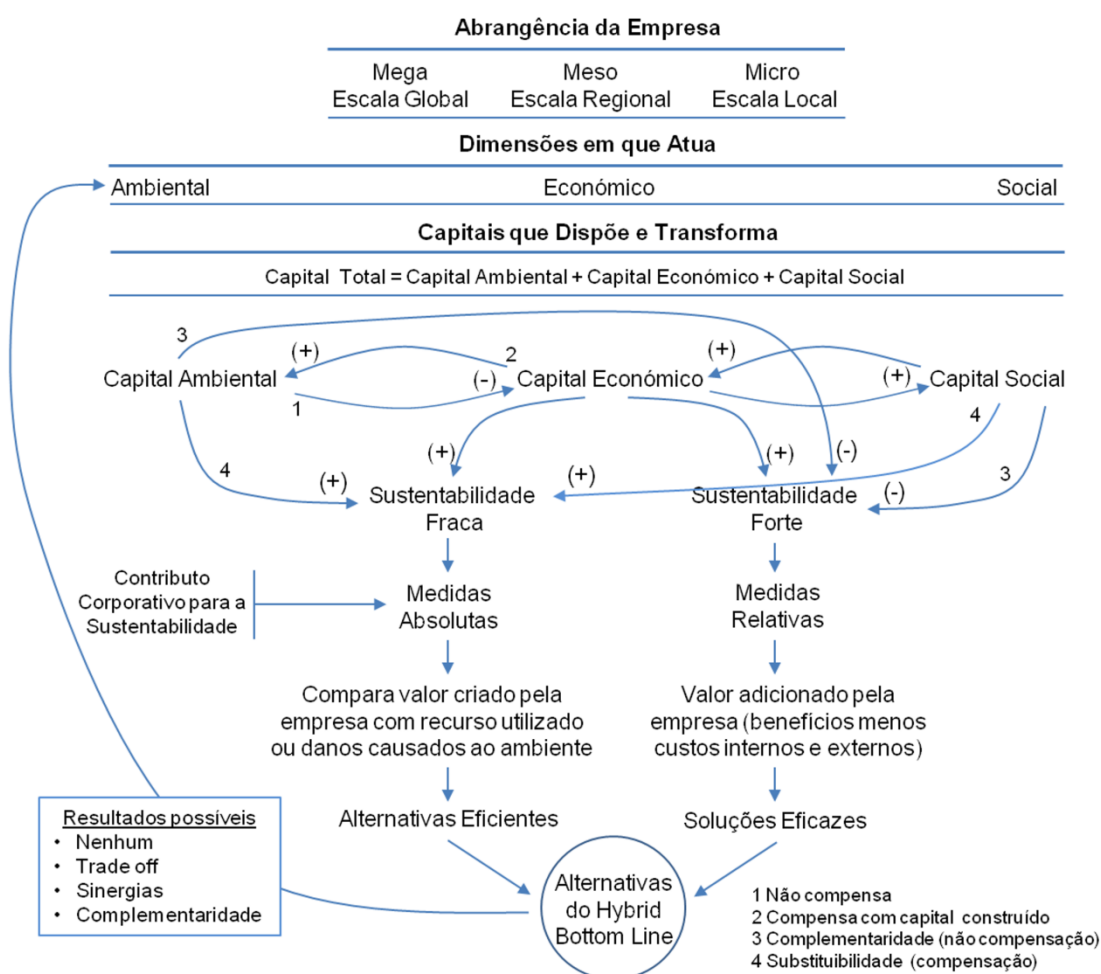 Abrangência da Empresa
Mega Meso Micro
Escala Global Escala Regional Escala Local
Dimensões em que Atua
Ambiental Económico Social
Capitais que Dispõe e Transforma
Capital Total = Capital Ambiental + Capital Económico + Capital Social
3
(+) 2 (+)
Capital Ambiental (-) Capital Económico (+) Capital Social
1 4
4 (+) (+) (+) (-) (+) 3
Sustentabilidade Sustentabilidade (-)
Fraca Forte
Contributo
Corporativo para a
Sustentabilidade
Medidas Medidas
Absolutas Relativas
Compara valor criado pela
empresa com recurso utilizado
ou danos causados ao ambiente
Valor adicionado pela
empresa (benefícios menos
custos internos e externos)
Alternativas Eficientes Soluções Eficazes
Resultados possíveis
• Nenhum
• Trade off
• Sinergias
• Complementaridade
Alternativas
do Hybrid
Bottom Line
1 Não compensa
2 Compensa com capital construído
3 Complementaridade (não compensação)
4 Substituibilidade (compensação)